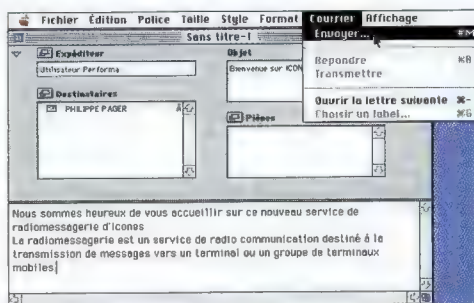 Fichier Édition Police Taille Style Format Courrier Affichage
Sans titre-1
Envoyer... ⌘M
Répondre ⌘R
Transmettre
Ouvrir la lettre suivante ⌘-
Choisir un label... ⌘G
Expéditeur
Utilisateur Performa
Objet
Bienvenue sur ICON
Destinataires
PHILIPPE PAGER
Pièces
Nous sommes heureux de vous accueillir sur ce nouveau service de
radiomessagerie d'icones
La radiomessagerie est un service de radio communication destiné à la
transmission de messages vers un terminal ou un groupe de terminaux
mobiles